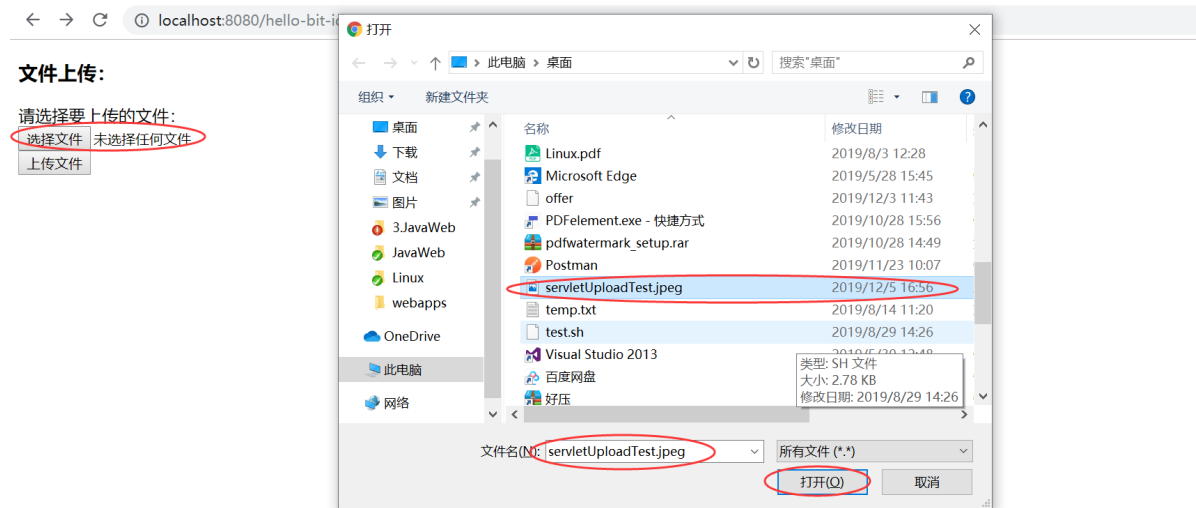 localhost:8080/hello-bit-i
打开
文件上传：
请选择要上传的文件：
选择文件 未选择任何文件
上传文件
此电脑 桌面
搜索"桌面"
组织 新建文件夹
桌面
下载
文档
图片
3.JavaWeb
JavaWeb
Linux
webapps
OneDrive
此电脑
网络
名称 修改日期
Linux.pdf 2019/8/3 12:28
Microsoft Edge 2019/5/28 15:45
offer 2019/12/3 11:43
PDFelement.exe - 快捷方式 2019/10/28 15:56
pdfwatermark_setup.rar 2019/10/28 14:49
Postman 2019/11/23 10:07
servletUploadTest.jpeg 2019/12/5 16:56
temp.txt 2019/8/14 11:20
test.sh 2019/8/29 14:26
Visual Studio 2013
百度网盘
好压
类型: SH 文件
大小: 2.78 KB
修改日期: 2019/8/29 14:26
文件名(N): servletUploadTest.jpeg 所有文件 (*.*)
打开(O) 取消